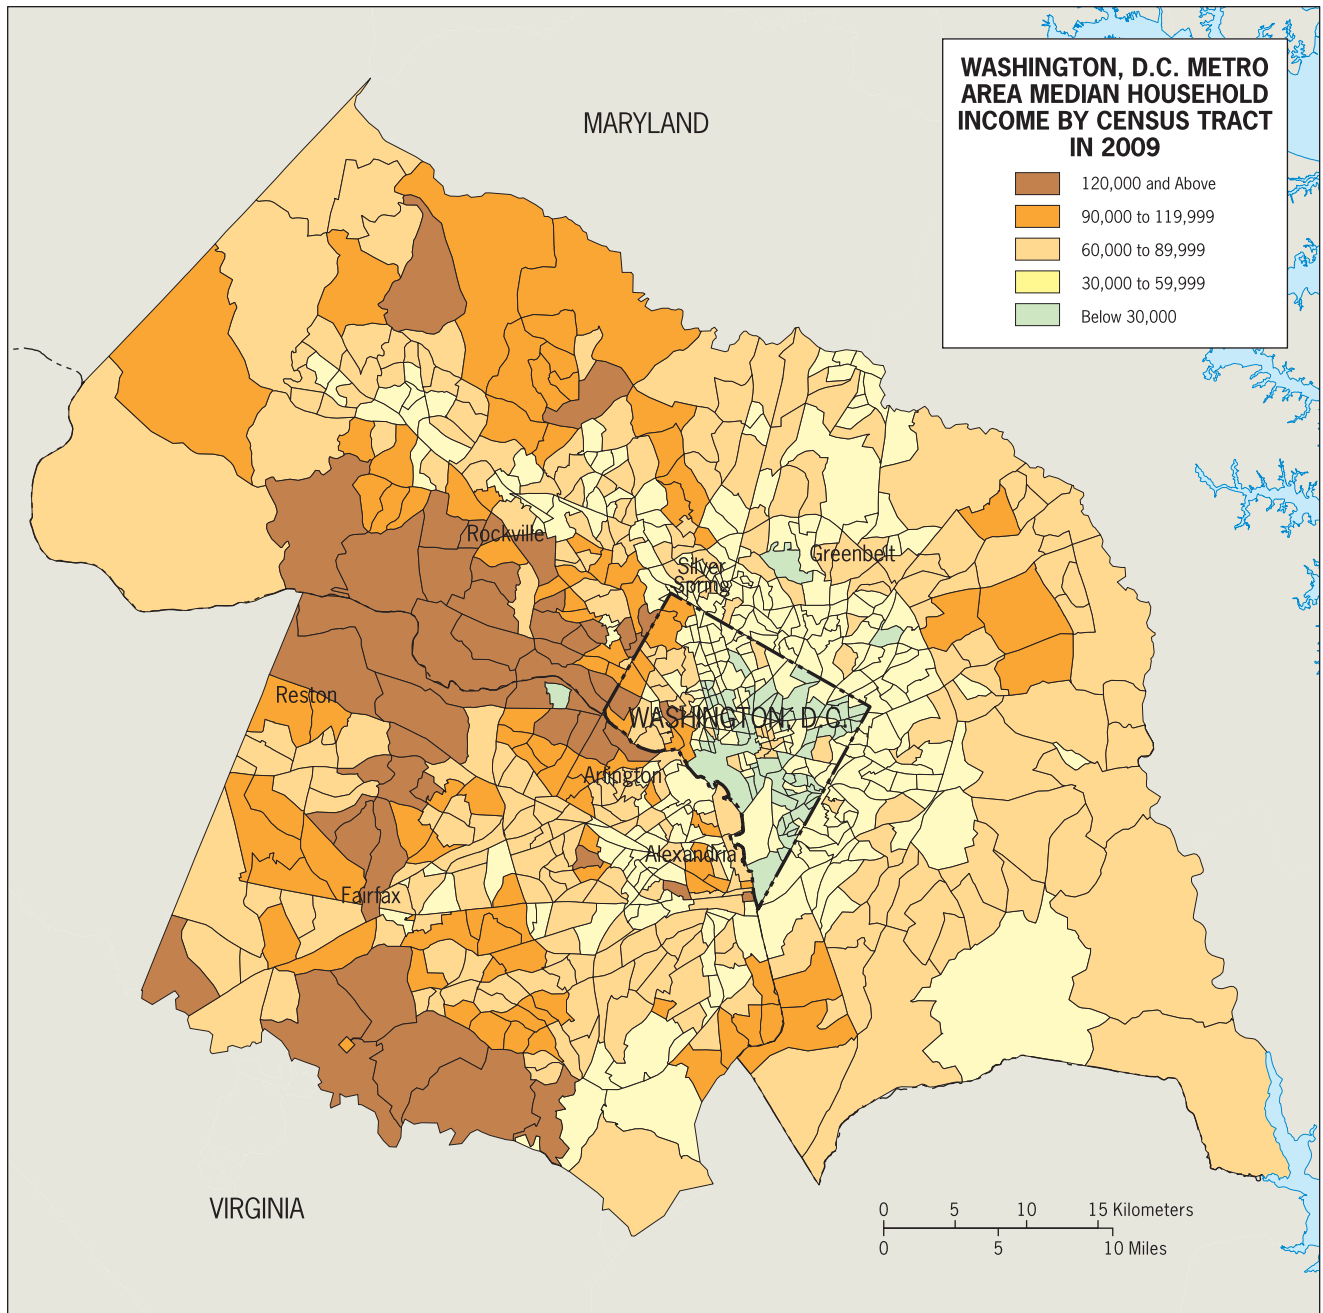 MARYLAND
WASHINGTON, D.C. METRO
AREA MEDIAN HOUSEHOLD
INCOME BY CENSUS TRACT
IN 2009
120,000 and Above
90,000 to 119,999
60,000 to 89,999
30,000 to 59,999
Below 30,000
Rockville
Silver
Spring
Greenbelt
Reston
WASHINGTON, D.C.
Arlington
Alexandria
Fairfax
VIRGINIA
0 5 10 15 Kilometers
0 5 10 Miles